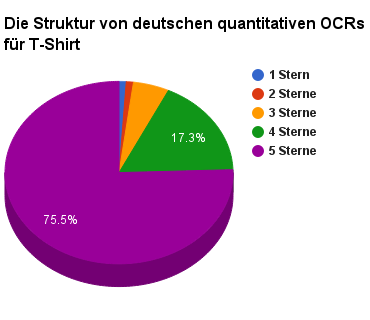 Die Struktur von deutschen quantitativen OCRs
für T-Shirt
1 Stern
2 Sterne
3 Sterne
4 Sterne
5 Sterne
17.3%
75.5%